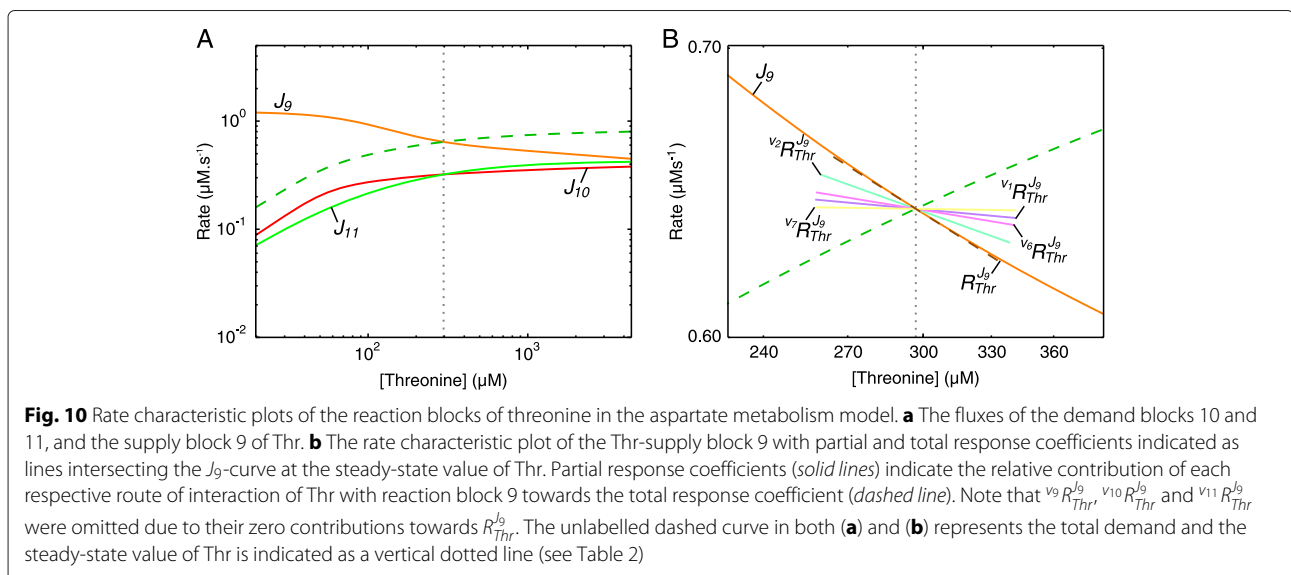 A
B
J9
J10
J11
10^0
10^-1
10^-2
Rate (µM.s^-1)
10^2
10^3
[Threonine] (µM)
0.70
0.60
Rate (µMs^-1)
J9
v2 R^J9_Thr
v7 R^J9_Thr
v1 R^J9_Thr
v6 R^J9_Thr
R^J9_Thr
240
270
300
330
360
[Threonine] (µM)
Fig. 10 Rate characteristic plots of the reaction blocks of threonine in the aspartate metabolism model. a The fluxes of the demand blocks 10 and
11, and the supply block 9 of Thr. b The rate characteristic plot of the Thr-supply block 9 with partial and total response coefficients indicated as
lines intersecting the J9-curve at the steady-state value of Thr. Partial response coefficients (solid lines) indicate the relative contribution of each
respective route of interaction of Thr with reaction block 9 towards the total response coefficient (dashed line). Note that v9 R^J9_Thr, v10 R^J9_Thr and v11 R^J9_Thr
were omitted due to their zero contributions towards R^J9_Thr. The unlabelled dashed curve in both (a) and (b) represents the total demand and the
steady-state value of Thr is indicated as a vertical dotted line (see Table 2)